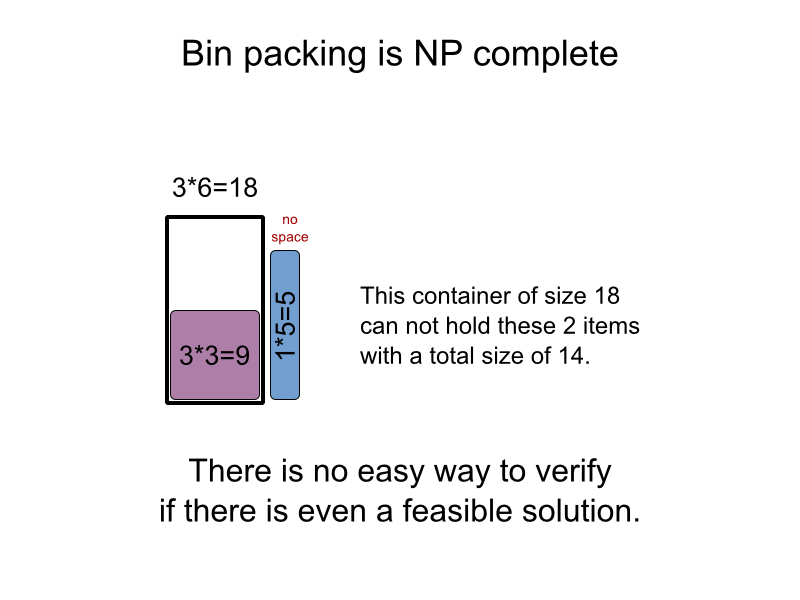 Bin packing is NP complete
3*6=18
no
space
3*3=9
1*5=5
This container of size 18
can not hold these 2 items
with a total size of 14.
There is no easy way to verify
if there is even a feasible solution.